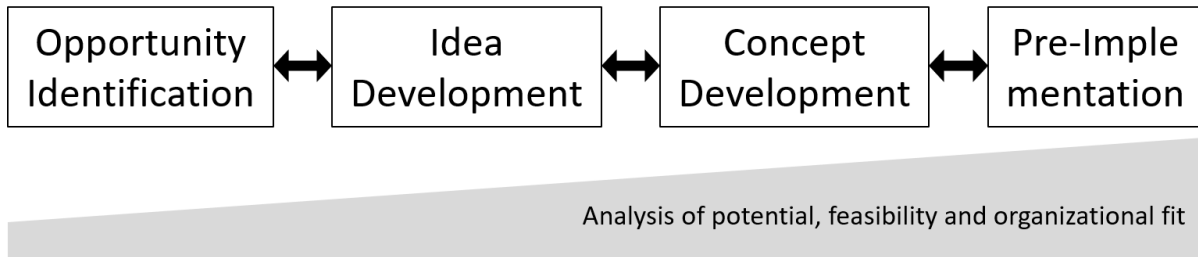 Opportunity
Identification
Idea
Development
Concept
Development
Pre-Imple
mentation
Analysis of potential, feasibility and organizational fit